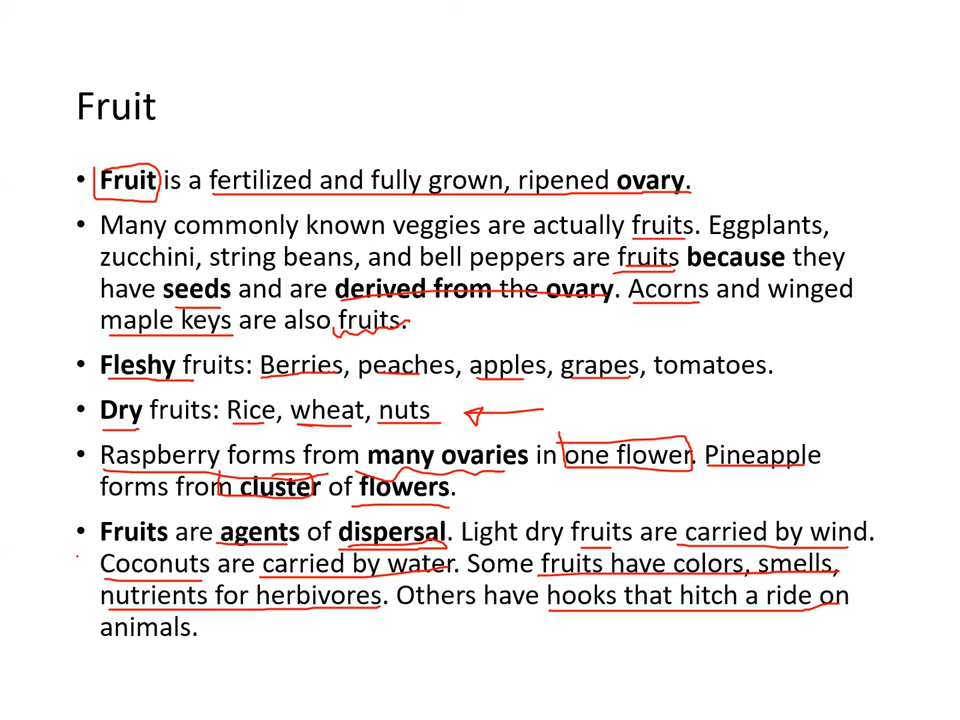 Fruit
• Fruit is a fertilized and fully grown, ripened ovary.
• Many commonly known veggies are actually fruits. Eggplants,
zucchini, string beans, and bell peppers are fruits because they
have seeds and are derived from the ovary. Acorns and winged
maple keys are also fruits.
• Fleshy fruits: Berries, peaches, apples, grapes, tomatoes.
• Dry fruits: Rice, wheat, nuts
• Raspberry forms from many ovaries in one flower. Pineapple
forms from cluster of flowers.
• Fruits are agents of dispersal. Light dry fruits are carried by wind.
Coconuts are carried by water. Some fruits have colors, smells,
nutrients for herbivores. Others have hooks that hitch a ride on
animals.